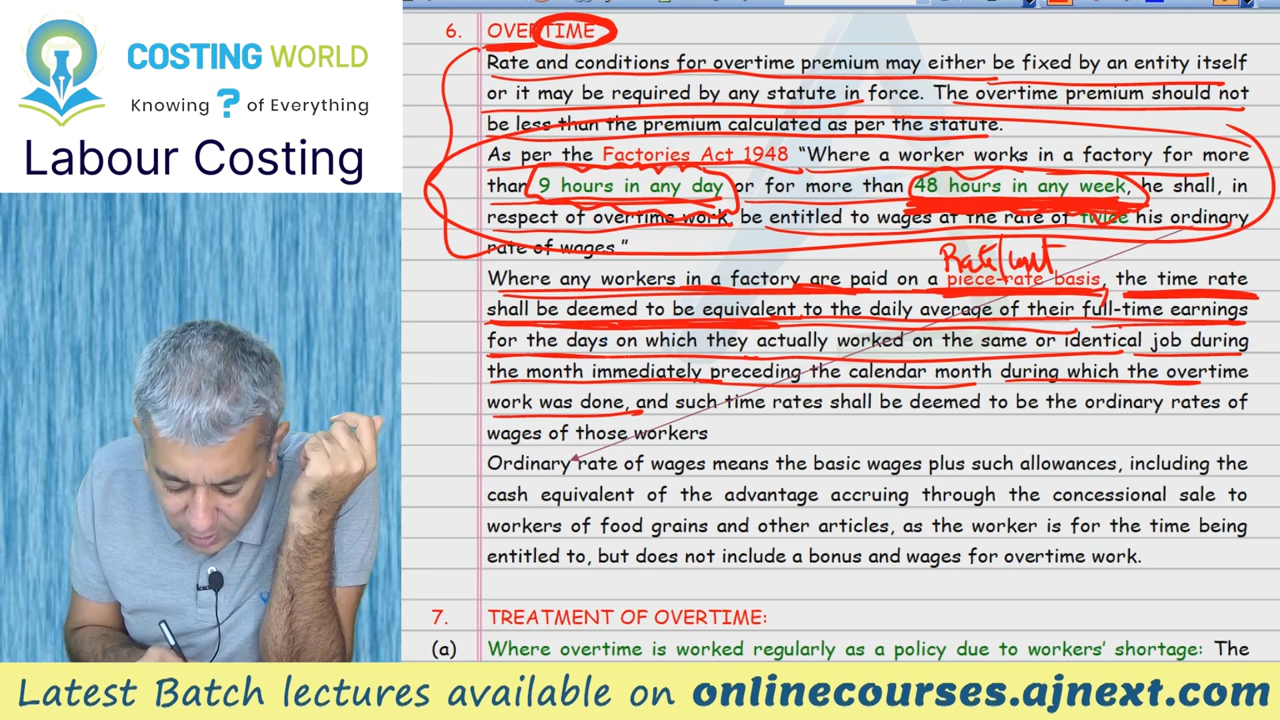 COSTING WORLD
Knowing ? of Everything
Labour Costing
6. OVERTIME
Rate and conditions for overtime premium may either be fixed by an entity itself
or it may be required by any statute in force. The overtime premium should not
be less than the premium calculated as per the statute.
As per the Factories Act 1948 “Where a worker works in a factory for more
than 9 hours in any day or for more than 48 hours in any week, he shall, in
respect of overtime work, be entitled to wages at the rate of twice his ordinary
rate of wages.”
Rate/unit
Where any workers in a factory are paid on a piece-rate basis, the time rate
shall be deemed to be equivalent to the daily average of their full-time earnings
for the days on which they actually worked on the same or identical job during
the month immediately preceding the calendar month during which the overtime
work was done, and such time rates shall be deemed to be the ordinary rates of
wages of those workers
Ordinary rate of wages means the basic wages plus such allowances, including the
cash equivalent of the advantage accruing through the concessional sale to
workers of food grains and other articles, as the worker is for the time being
entitled to, but does not include a bonus and wages for overtime work.
7. TREATMENT OF OVERTIME:
(a) Where overtime is worked regularly as a policy due to workers’ shortage: The
Latest Batch lectures available on onlinecourses.ajnext.com